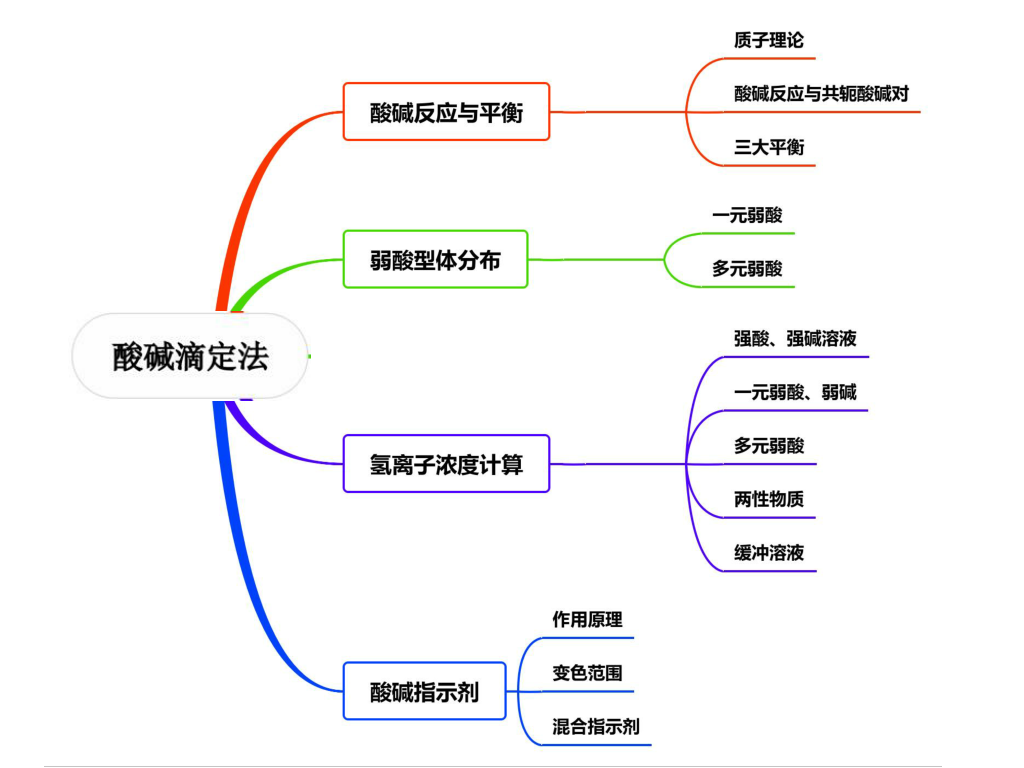 酸碱滴定法
酸碱反应与平衡
质子理论
酸碱反应与共轭酸碱对
三大平衡
弱酸型体分布
一元弱酸
多元弱酸
氢离子浓度计算
强酸、强碱溶液
一元弱酸、弱碱
多元弱酸
两性物质
缓冲溶液
酸碱指示剂
作用原理
变色范围
混合指示剂